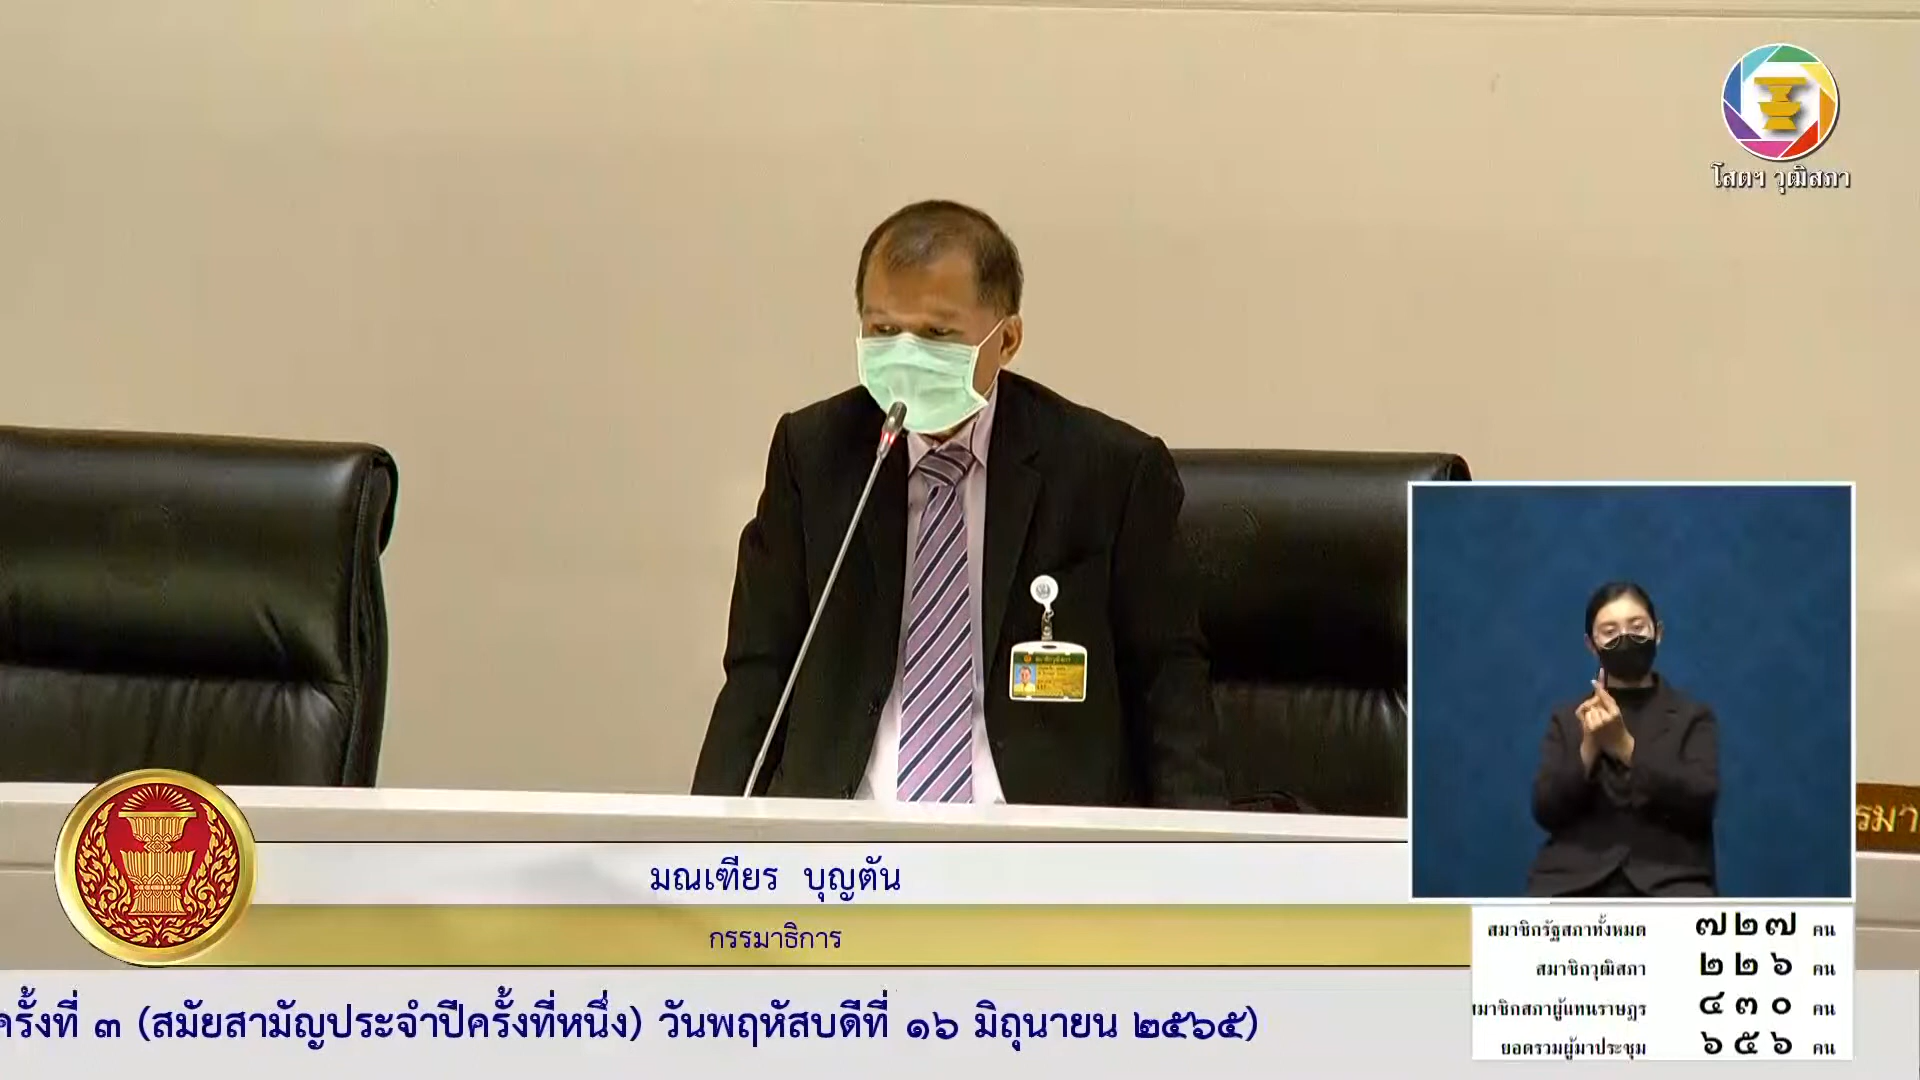 โสตฯ วุฒิสภา
มณเฑียร บุญตัน
กรรมาธิการ
ครั้งที่ ๓ (สมัยสามัญประจำปีครั้งที่หนึ่ง) วันพฤหัสบดีที่ ๑๖ มิถุนายน ๒๕๖๕)
สมาชิกรัฐสภาทั้งหมด ๗๒๗ คน
สมาชิกวุฒิสภา ๒๒๖ คน
สมาชิกสภาผู้แทนราษฎร ๔๓๐ คน
ยอดรวมผู้มาประชุม ๖๕๖ คน